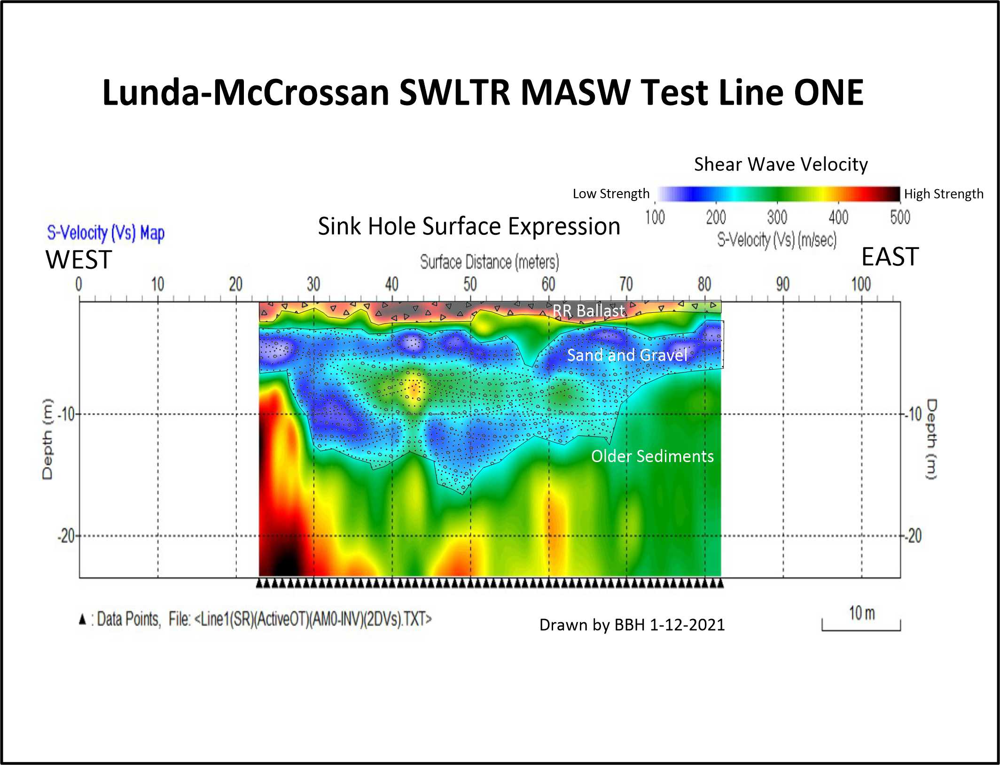 Lunda-McCrossan SWLTR MASW Test Line ONE
Shear Wave Velocity
Low Strength High Strength
100 200 300 400 500
S-Velocity (Vs) (m/sec)
Sink Hole Surface Expression
S-Velocity (Vs) Map
WEST EAST
Surface Distance (meters)
0 10 20 30 40 50 60 70 80 90 100
RR Ballast
Sand and Gravel
Depth (m) -10 -10 Depth (m)
Older Sediments
-20 -20
▲ : Data Points, File: <Line1(SR)(ActiveOT)(AM0-INV)(2DVs).TXT>
Drawn by BBH 1-12-2021
10 m